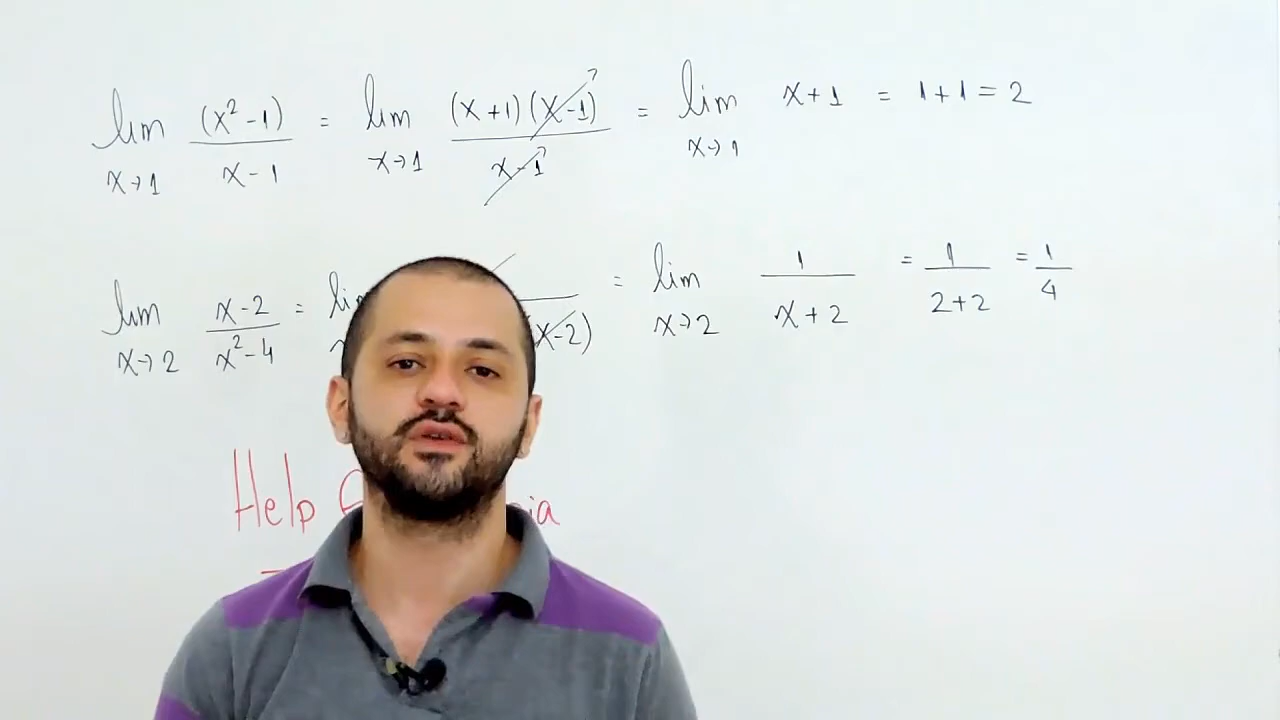 lim x→1 (x²-1)/(x-1) = lim x→1 (x+1)(x-1)/(x-1) = lim x→1 x+1 = 1+1 = 2
lim x→2 (x-2)/(x²-4) = lim (x-2) = lim x→2 1/(x+2) = 1/(2+2) = 1/4
Help